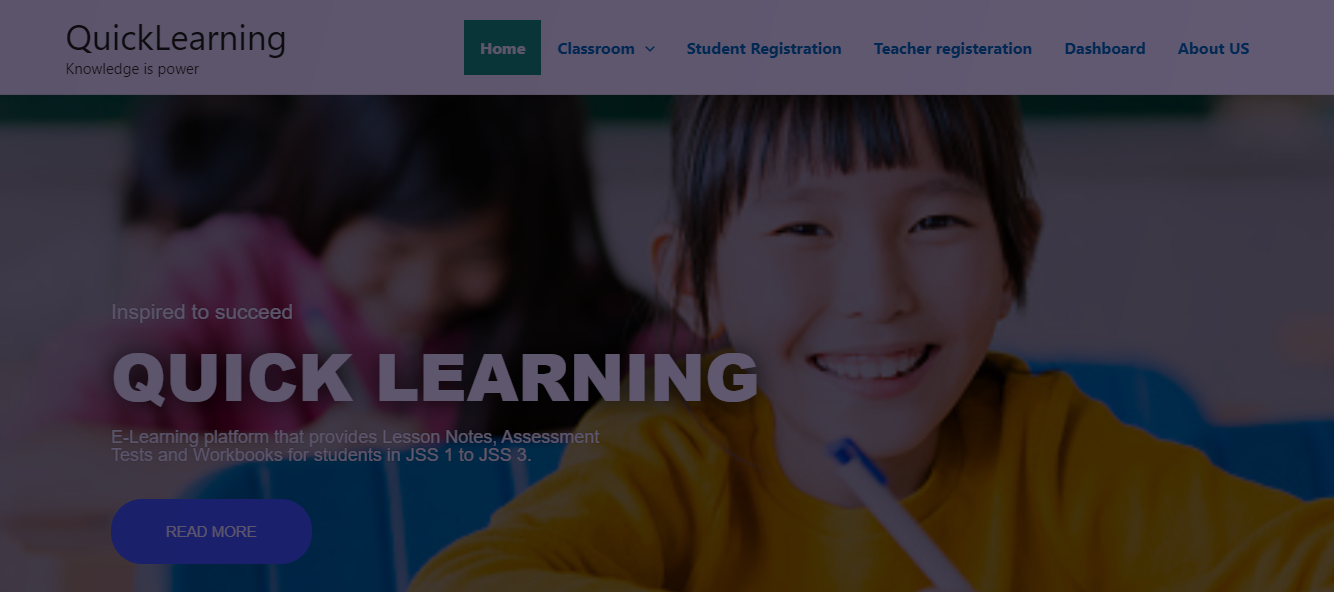 QuickLearning
Knowledge is power
Home
Classroom
Student Registration
Teacher registeration
Dashboard
About US
Inspired to succeed
QUICK LEARNING
E-Learning platform that provides Lesson Notes, Assessment
Tests and Workbooks for students in JSS 1 to JSS 3.
READ MORE